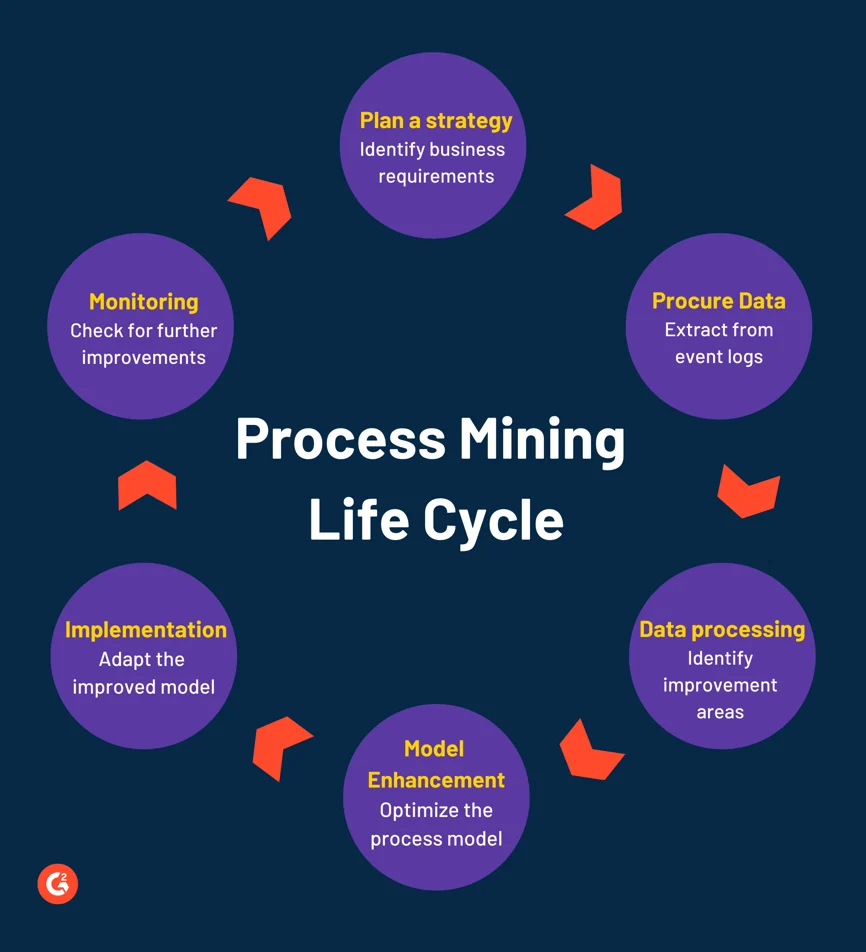 Plan a strategy
Identify business
requirements
Procure Data
Extract from
event logs
Data processing
Identify
improvement
areas
Model
Enhancement
Optimize the
process model
Implementation
Adapt the
improved model
Monitoring
Check for further
improvements
Process Mining
Life Cycle
G2